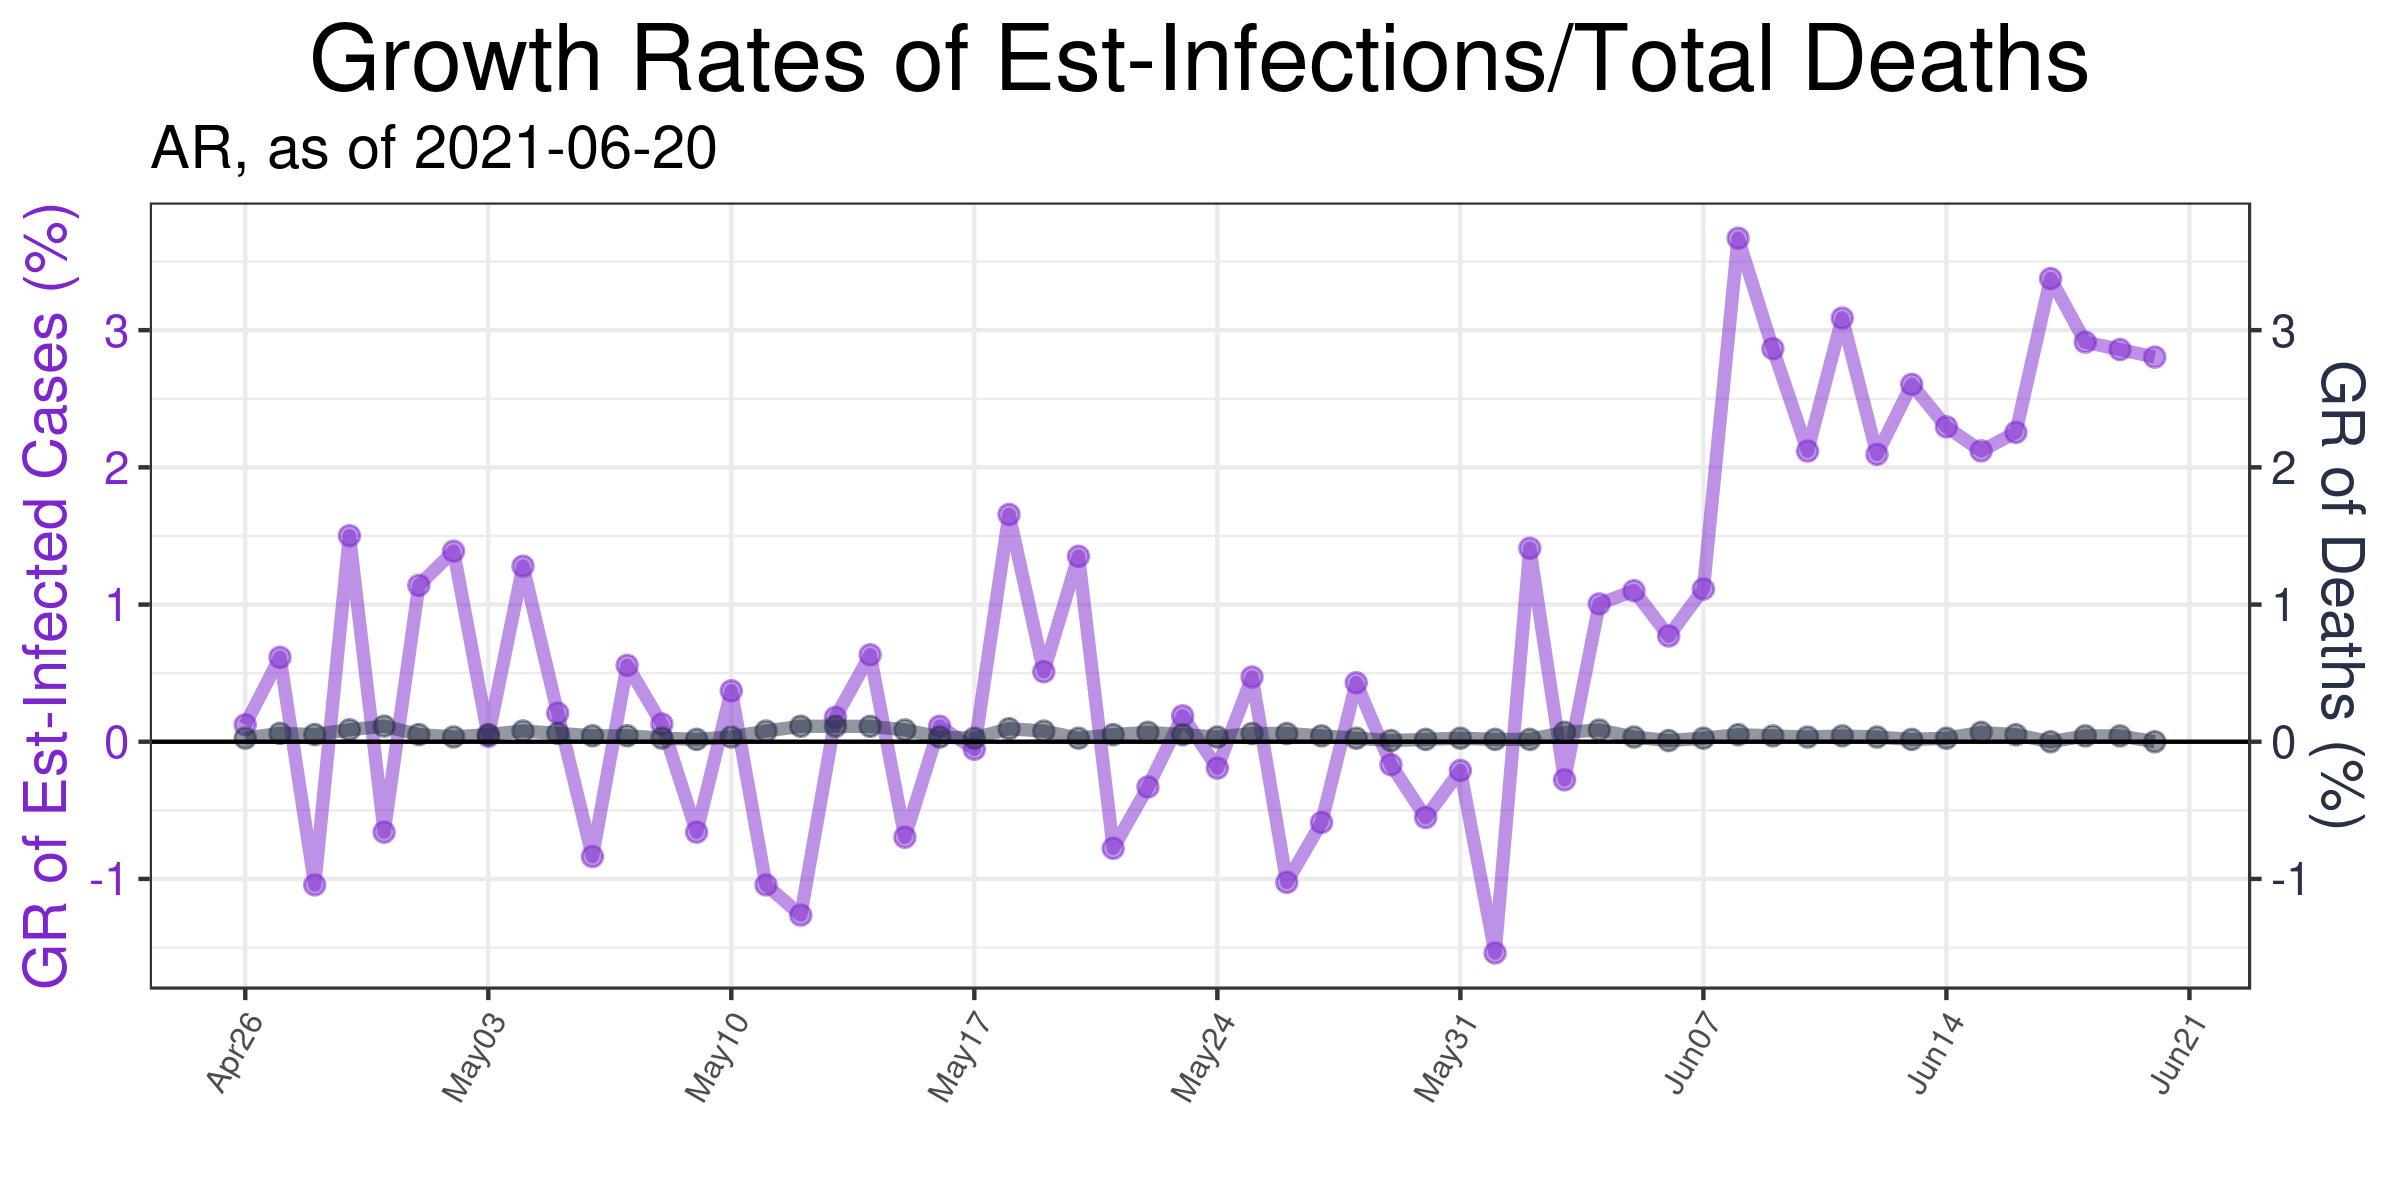 Growth Rates of Est-Infections/Total Deaths
AR, as of 2021-06-20
GR of Est-Infected Cases (%)
3
2
1
0
-1
3
2
1
0
-1
GR of Deaths (%)
Apr26
May03
May10
May17
May24
May31
Jun07
Jun14
Jun21